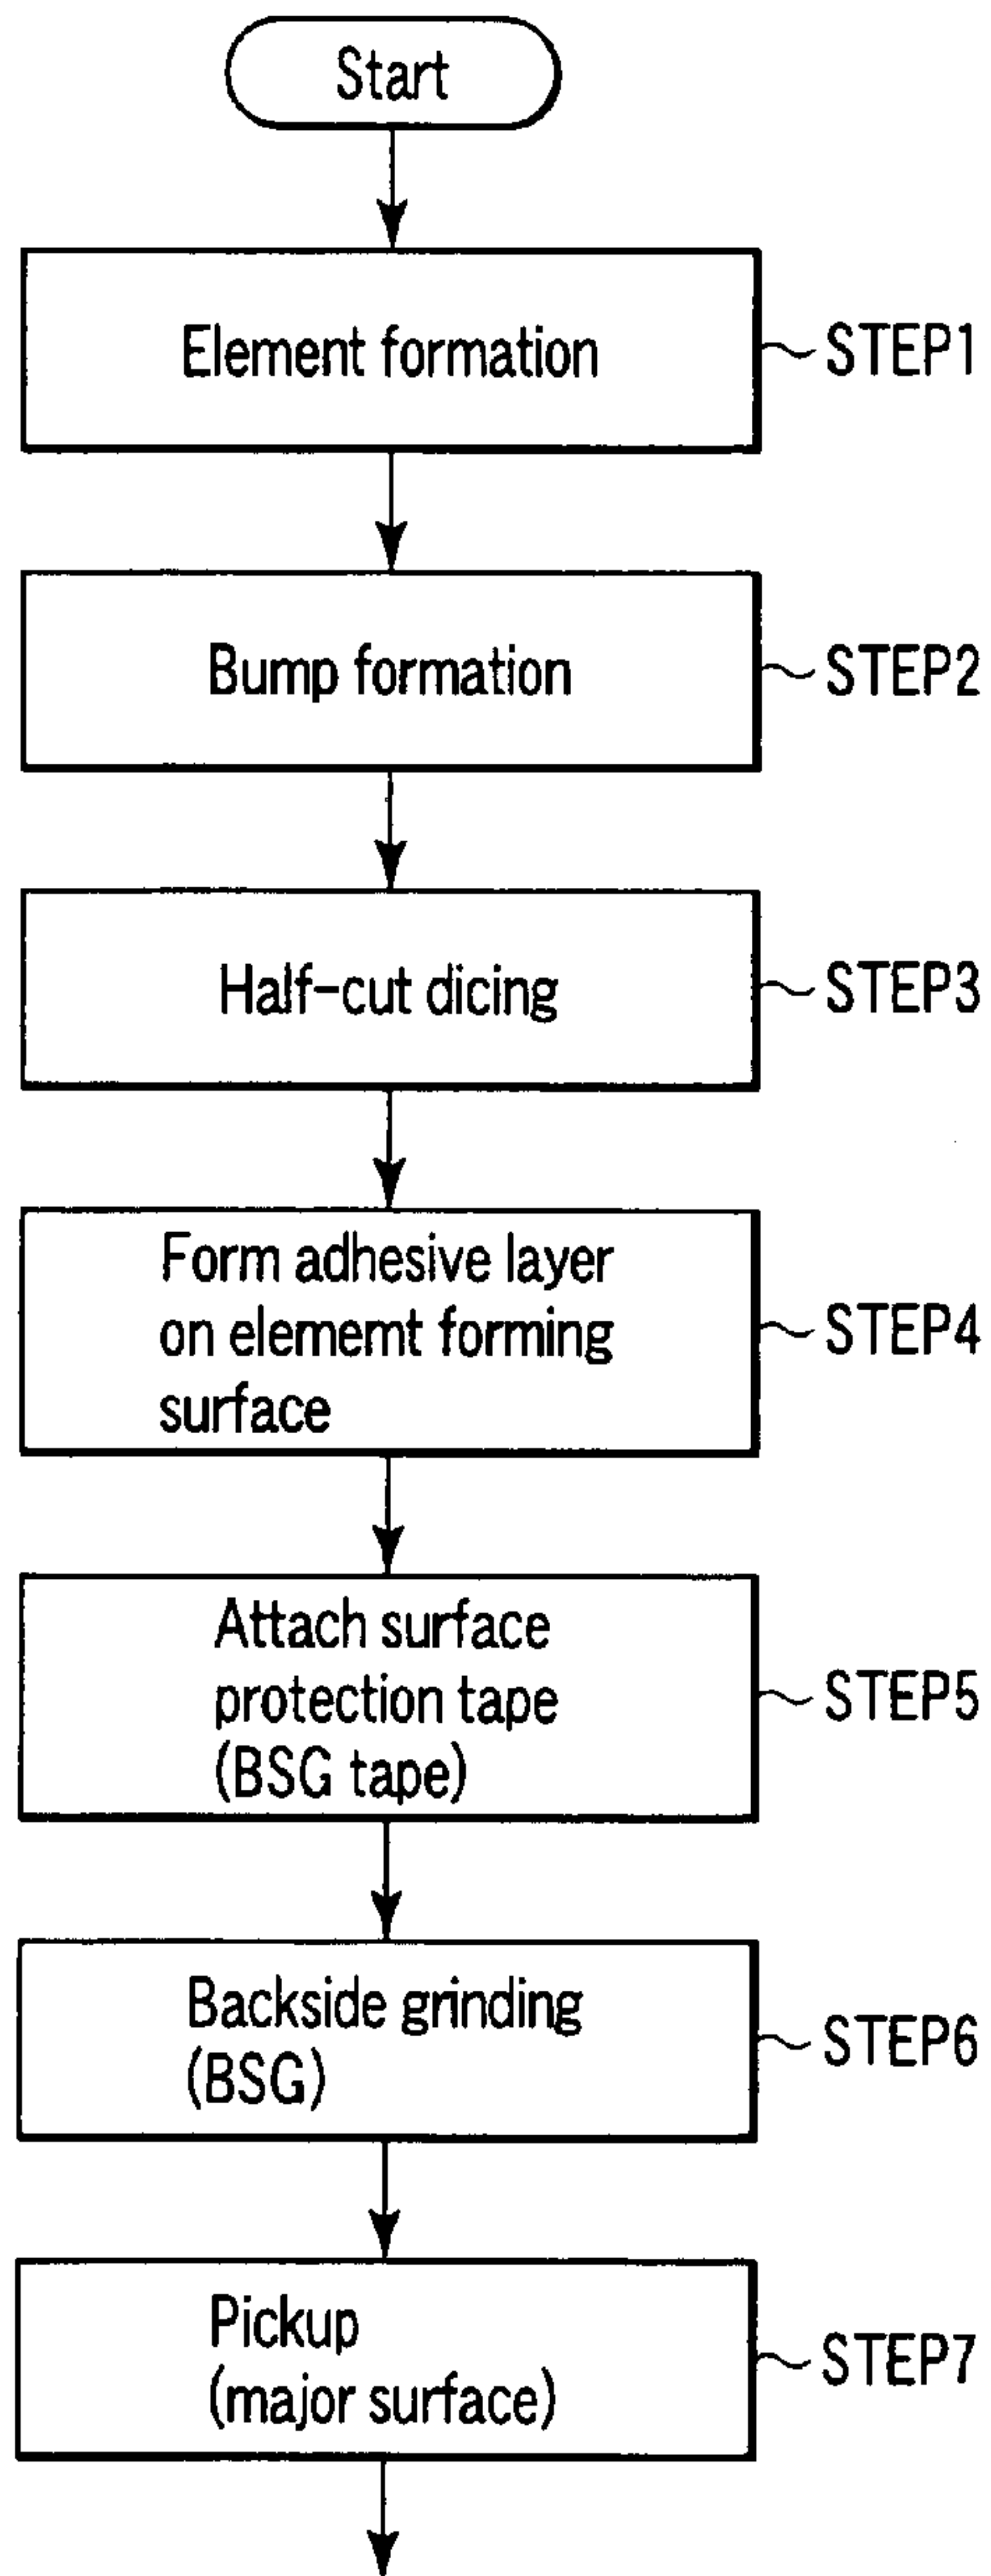 Start
Element formation
STEP1
Bump formation
STEP2
Half-cut dicing
STEP3
Form adhesive layer
on elememt forming
surface
STEP4
Attach surface
protection tape
(BSG tape)
STEP5
Backside grinding
(BSG)
STEP6
Pickup
(major surface)
STEP7